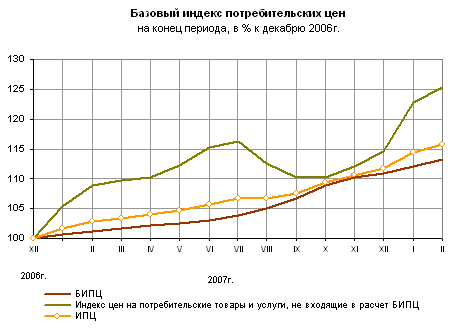 Базовый индекс потребительских цен
на конец периода, в % к декабрю 2006г.
130
125
120
115
110
105
100
XII II III IV V VI VII VIII IX X XI XII I II
2006г.
2007г.
БИПЦ
Индекс цен на потребительские товары и услуги, не входящие в расчет БИПЦ
ИПЦ